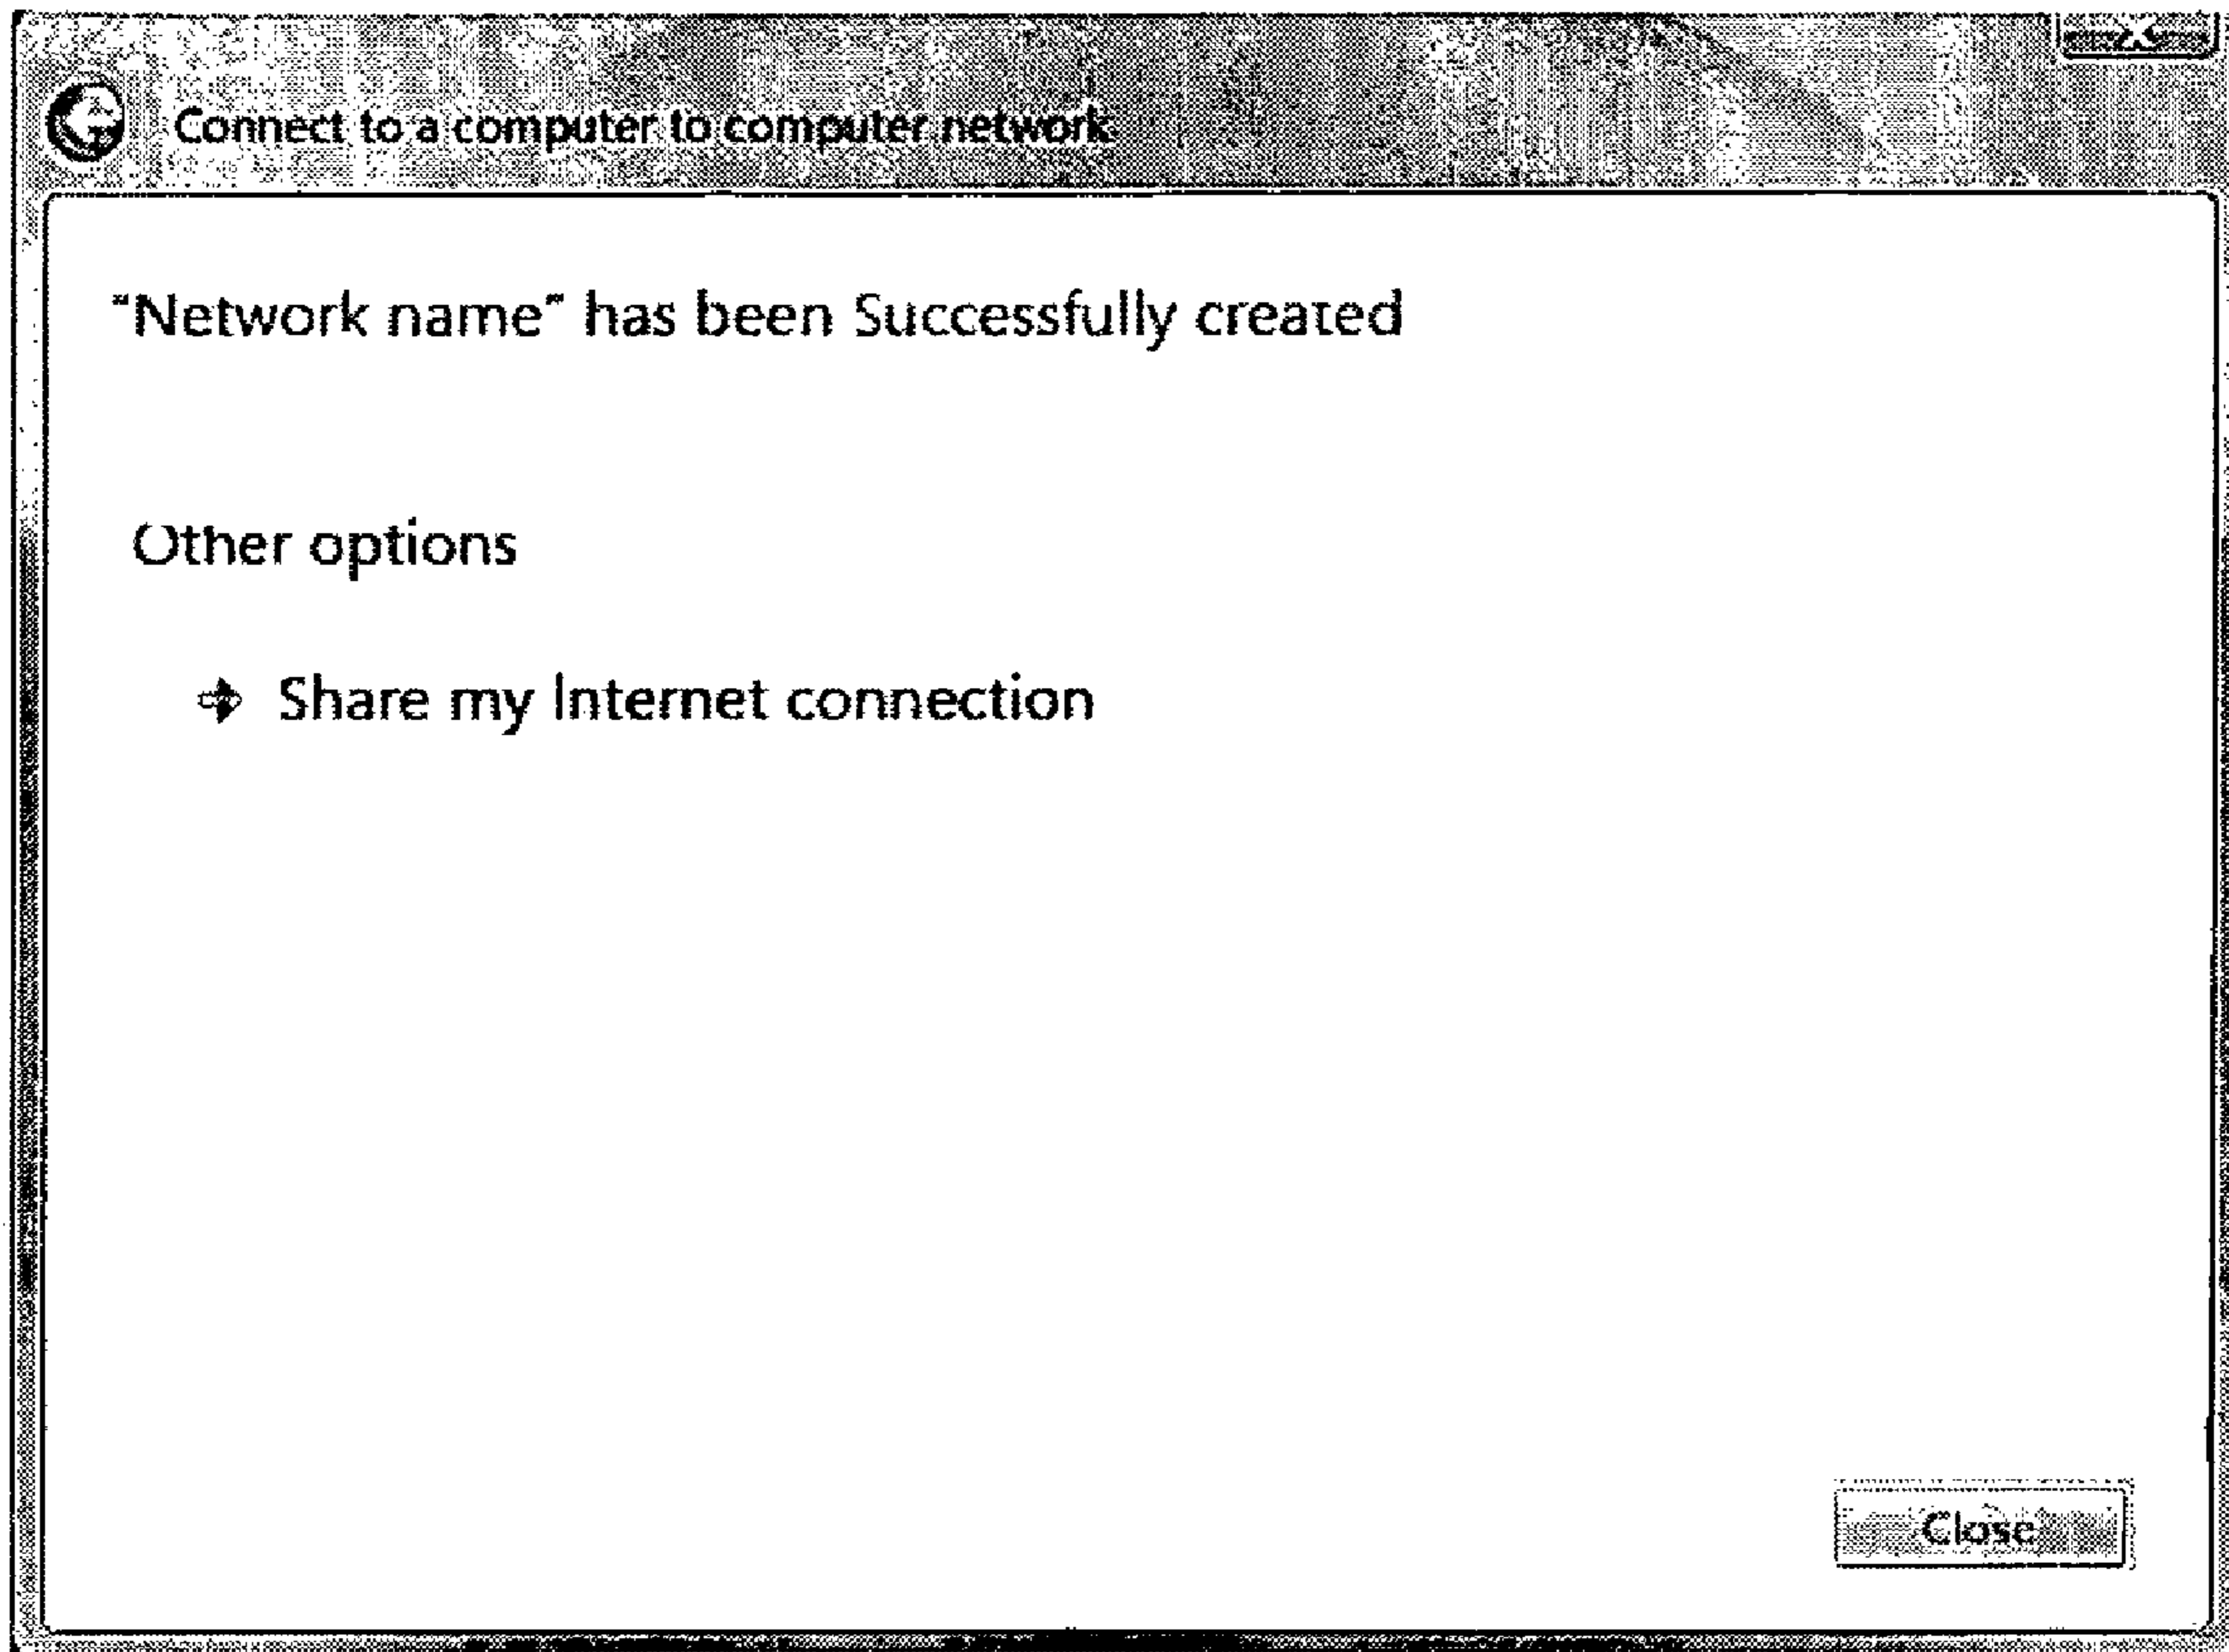 Connect to a computer to computer network
"Network name" has been Successfully created
Other options
Share my Internet connection
Close